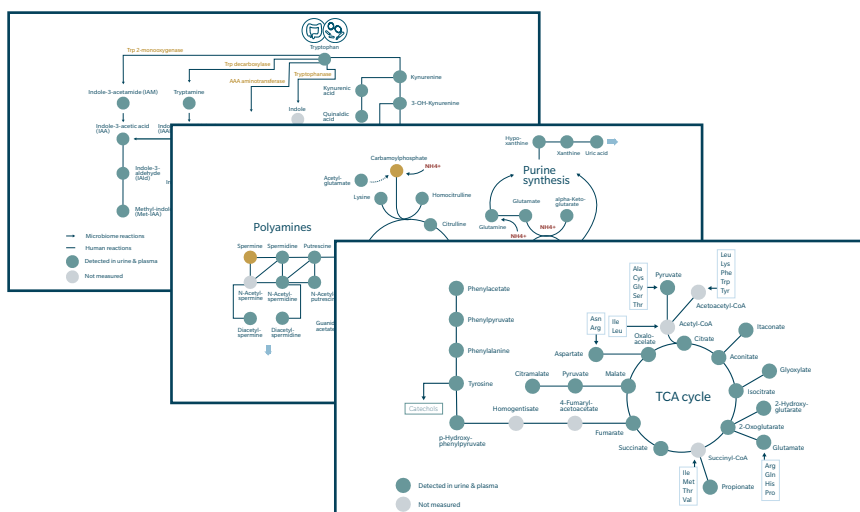 Tryptophan
Trp 2-monooxygenase
Trp decarboxylase
Tryptophanase
AAA aminotransferase
Kynurenine
Kynurenic
acid
3-OH-Kynurenine
Quinaldic
acid
Indole
Indole-3-acetamide (IAM)
Tryptamine
Indole-3-acetic acid
(IAA)
Indole-3-
aldehyde
(IAld)
Methyl-indol
(Met-IAA)
Microbiome reactions
Human reactions
Detected in urine & plasma
Not measured
Hypo-
xanthine
Xanthine
Uric acid
Carbamoylphosphate
NH4+
Acetyl-
glutamate
Lysine
Homocitrulline
Citrulline
Purine
synthesis
Glutamate
alpha-Keto-
glutarate
Glutamine
NH4+
NH4+
Polyamines
Spermine
Spermidine
Putrescine
N-Acetyl-
spermine
N-Acetyl-
spermidine
N-Acetyl-
putrescin
Diacetyl-
spermine
Diacetyl-
spermidine
Guanid
acetate
Phenylacetate
Phenylpyruvate
Phenylalanine
Tyrosine
Catechols
p-Hydroxy-
phenylpyruvate
Homogentisate
4-Fumaryl-
acetoacetate
Fumarate
Citramalate
Pyruvate
Malate
Aspartate
Oxalo-
acelate
Asn
Arg
Ile
Leu
Ala
Cys
Gly
Ser
Thr
Pyruvate
Leu
Lys
Phe
Trp
Tyr
Acetoacetyl-CoA
Acetyl-CoA
Citrate
Itaconate
Aconitate
Glyoxylate
Isocitrate
TCA cycle
2-Hydroxy-
glutarate
2-Oxoglutarate
Glutamate
Succinyl-CoA
Succinate
Ile
Met
Thr
Val
Propionate
Arg
Gln
His
Pro
Detected in urine & plasma
Not measured